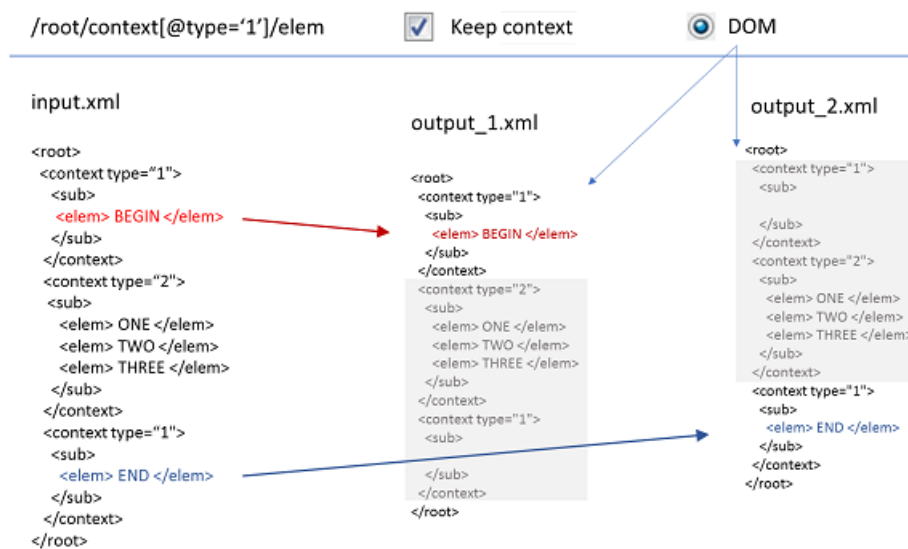 /root/context[@type=‘1’]/elem
Keep context
DOM
input.xml
<root>
<context type=“1”>
<sub>
<elem> BEGIN </elem>
</sub>
</context>
<context type=“2”>
<sub>
<elem> ONE </elem>
<elem> TWO </elem>
<elem> THREE </elem>
</sub>
</context>
<context type=“1”>
<sub>
<elem> END </elem>
</sub>
</context>
</root>
output_1.xml
<root>
<context type="1">
<sub>
<elem> BEGIN </elem>
</sub>
</context>
<context type="2">
<sub>
<elem> ONE </elem>
<elem> TWO </elem>
<elem> THREE </elem>
</sub>
</context>
<context type="1">
<sub>
</sub>
</context>
</root>
output_2.xml
<root>
<context type="1">
<sub>
</sub>
</context>
<context type="2">
<sub>
<elem> ONE </elem>
<elem> TWO </elem>
<elem> THREE </elem>
</sub>
</context>
<context type="1">
<sub>
<elem> END </elem>
</sub>
</context>
</root>